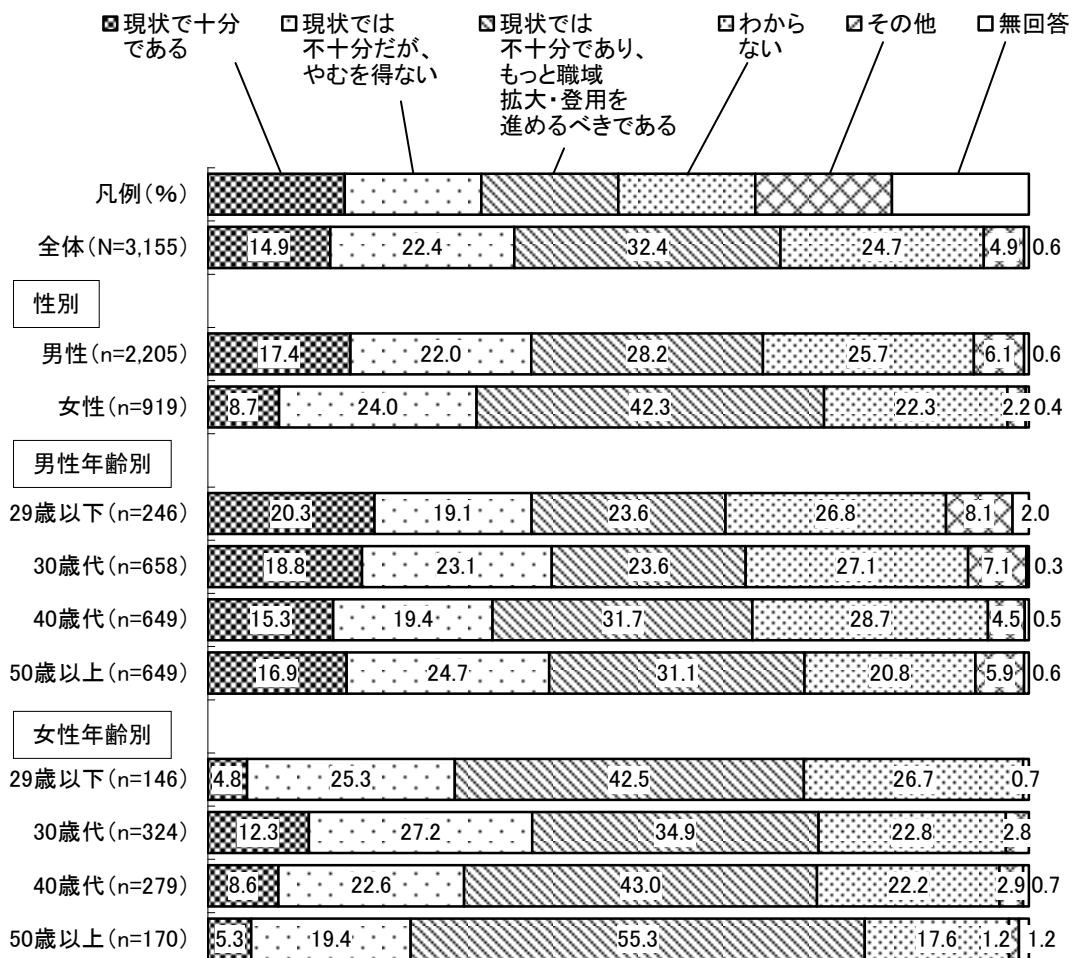 現状で十分
である
現状では
不十分だが、
やむを得ない
現状では
不十分であり、
もっと職域
拡大・登用を
進めるべきである
わから
ない
その他
無回答
凡例(%)
全体(N=3,155) 14.9 22.4 32.4 24.7 4.9 0.6
性別
男性(n=2,205) 17.4 22.0 28.2 25.7 6.1 0.6
女性(n=919) 8.7 24.0 42.3 22.3 2.2 0.4
男性年齢別
29歳以下(n=246) 20.3 19.1 23.6 26.8 8.1 2.0
30歳代(n=658) 18.8 23.1 23.6 27.1 7.1 0.3
40歳代(n=649) 15.3 19.4 31.7 28.7 4.5 0.5
50歳以上(n=649) 16.9 24.7 31.1 20.8 5.9 0.6
女性年齢別
29歳以下(n=146) 4.8 25.3 42.5 26.7 0.7
30歳代(n=324) 12.3 27.2 34.9 22.8 2.8
40歳代(n=279) 8.6 22.6 43.0 22.2 2.9 0.7
50歳以上(n=170) 5.3 19.4 55.3 17.6 1.2 1.2